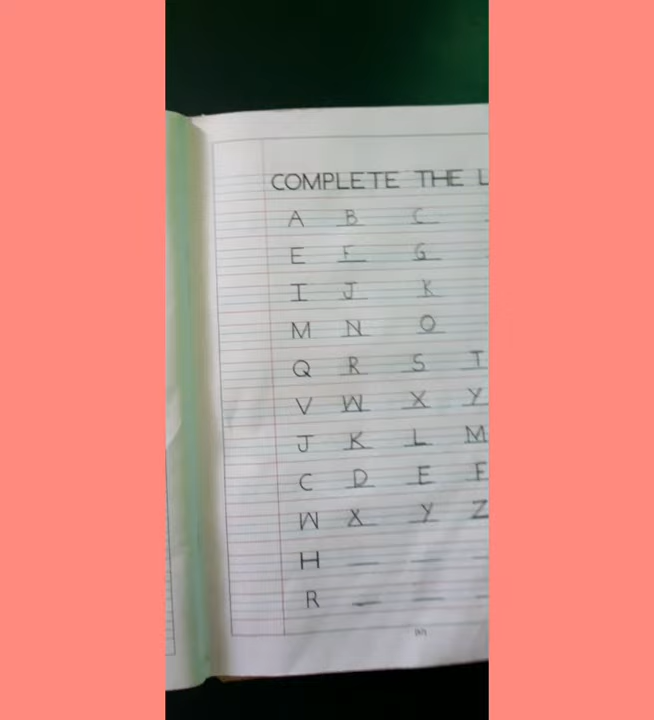 COMPLETE THE L
A B C
E F G
I J K
M N O
Q R S T
V W X Y
J K L M
C D E F
W X Y Z
H _ _ _
R _ _ _